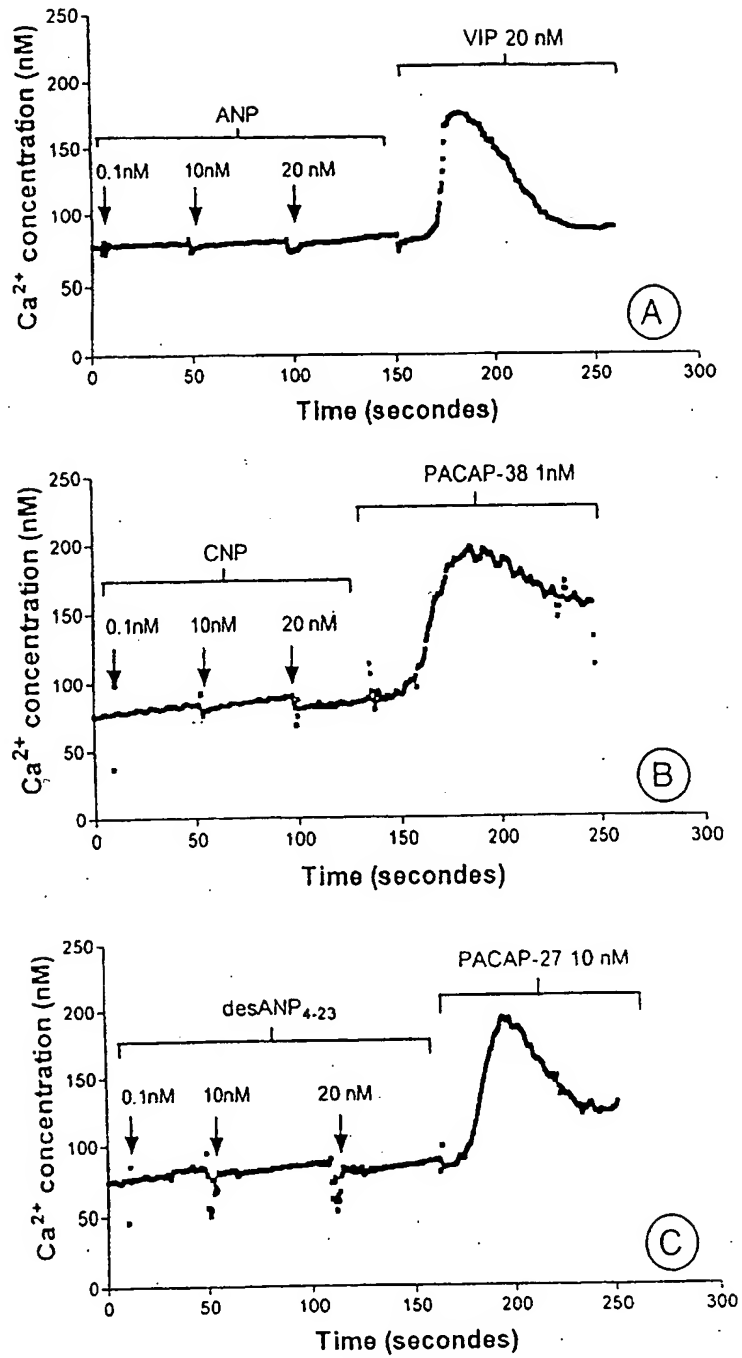 250
200
150
100
50
0
Ca2+ concentration (nM)
ANP
0.1nM
10nM
20 nM
VIP 20 nM
A
0
50
100
150
200
250
300
Time (secondes)
250
200
150
100
50
0
Ca2+ concentration (nM)
CNP
0.1nM
10nM
20 nM
PACAP-38 1nM
B
0
50
100
150
200
250
300
Time (secondes)
250
200
150
100
50
0
Ca2+ concentration (nM)
desANP4-23
0.1nM
10nM
20 nM
PACAP-27 10 nM
C
0
50
100
150
200
250
300
Time (secondes)